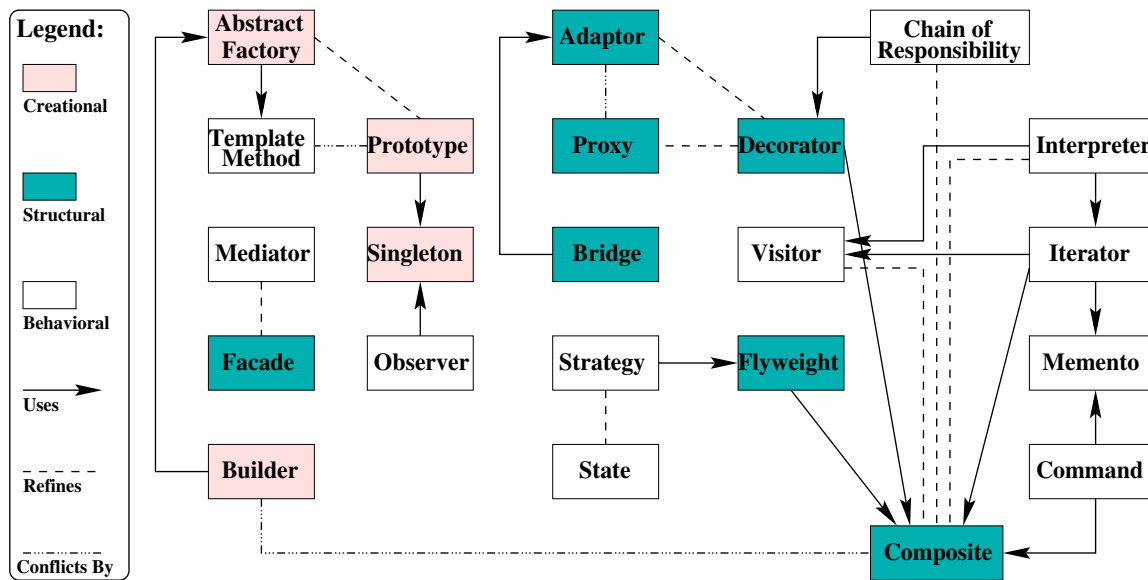 Legend:
Creational
Structural
Behavioral
Uses
Refines
Conflicts By
Abstract
Factory
Adaptor
Chain of
Responsibility
Template
Method
Prototype
Proxy
Decorator
Interpreter
Mediator
Singleton
Bridge
Visitor
Iterator
Facade
Observer
Strategy
Flyweight
Memento
Builder
State
Command
Composite